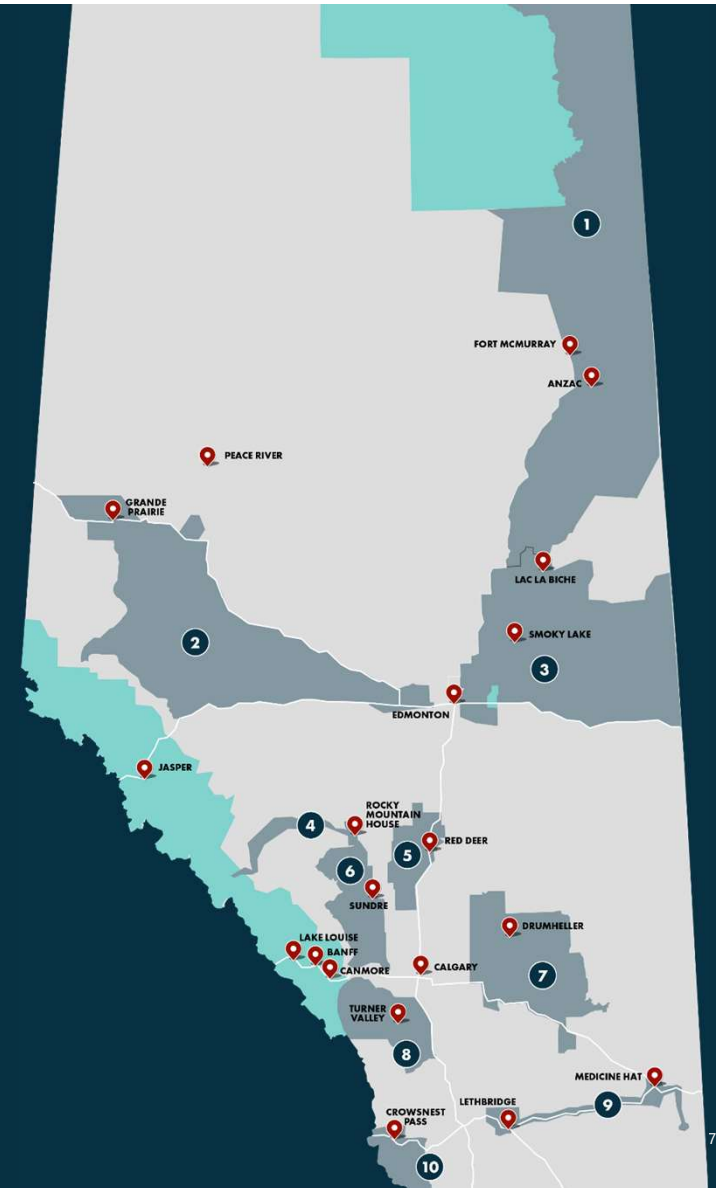 1
FORT MCMURRAY
ANZAC
PEACE RIVER
GRANDE
PRAIRIE
LAC LA BICHE
2
SMOKY LAKE
3
EDMONTON
JASPER
ROCKY
MOUNTAIN
HOUSE
4
RED DEER
5
6
SUNDRE
DRUMHELLER
LAKE LOUISE
BANFF
CANMORE
CALGARY
7
TURNER
VALLEY
8
MEDICINE HAT
LETHBRIDGE
9
CROWSNEST
PASS
7
10